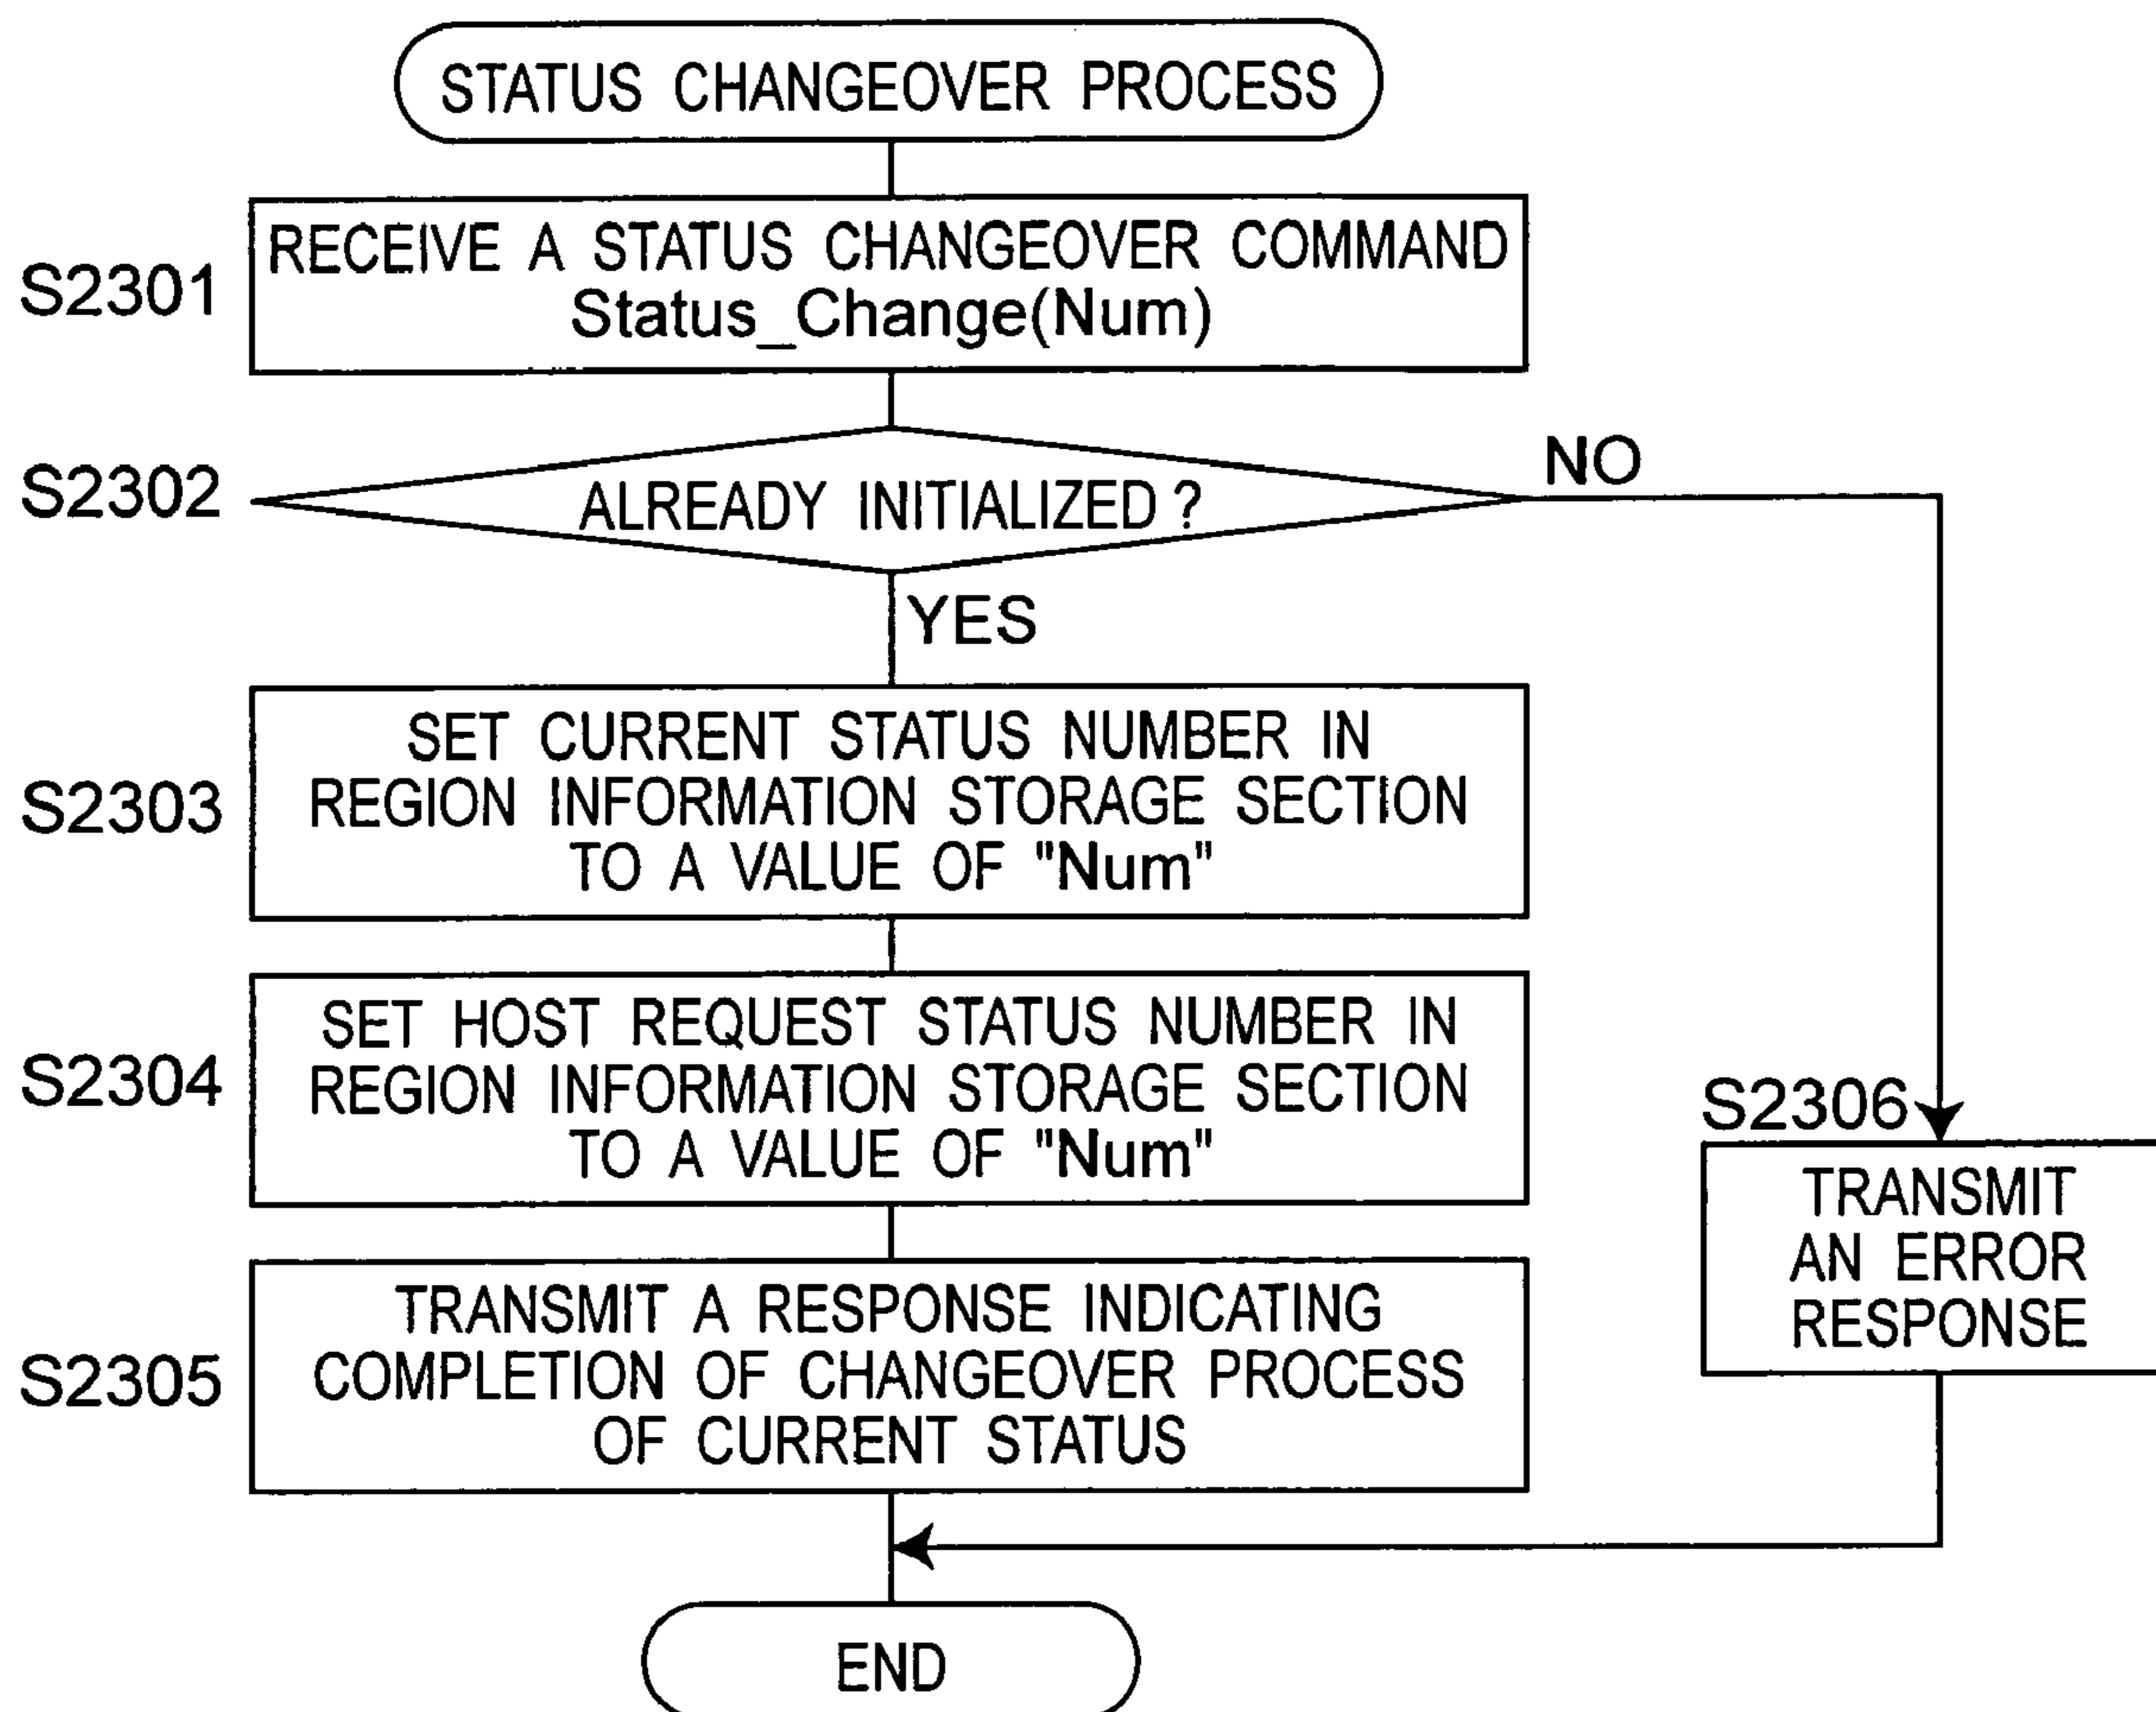 STATUS CHANGEOVER PROCESS
S2301
RECEIVE A STATUS CHANGEOVER COMMAND
Status_Change(Num)
S2302
ALREADY INITIALIZED ?
NO
YES
S2303
SET CURRENT STATUS NUMBER IN
REGION INFORMATION STORAGE SECTION
TO A VALUE OF "Num"
S2304
SET HOST REQUEST STATUS NUMBER IN
REGION INFORMATION STORAGE SECTION
TO A VALUE OF "Num"
S2306
TRANSMIT
AN ERROR
RESPONSE
S2305
TRANSMIT A RESPONSE INDICATING
COMPLETION OF CHANGEOVER PROCESS
OF CURRENT STATUS
END